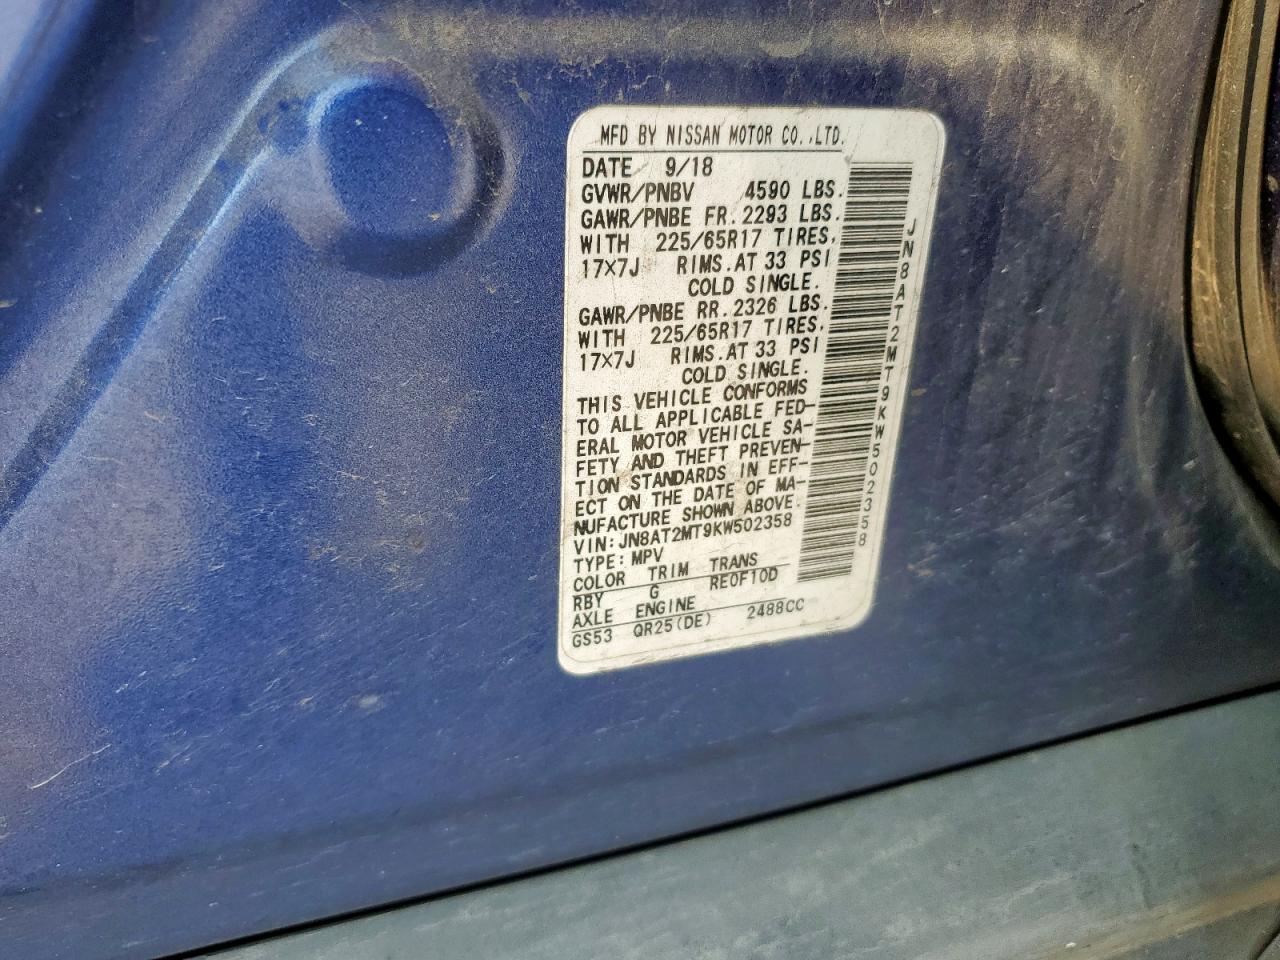 MFD BY NISSAN MOTOR CO.,LTD.
DATE 9/18
GVWR/PNBV 4590 LBS.
GAWR/PNBE FR. 2293 LBS.
WITH 225/65R17 TIRES,
17X7J RIMS.AT 33 PSI
COLD SINGLE.
GAWR/PNBE RR. 2326 LBS.
WITH 225/65R17 TIRES,
17X7J RIMS.AT 33 PSI
COLD SINGLE.
THIS VEHICLE CONFORMS
TO ALL APPLICABLE FED-
ERAL MOTOR VEHICLE SA-
FETY AND THEFT PREVEN-
TION STANDARDS IN EFF-
ECT ON THE DATE OF MA-
NUFACTURE SHOWN ABOVE.
VIN: JN8AT2MT9KW502358
TYPE: MPV
COLOR TRIM TRANS
RBY G RE0F10D
AXLE ENGINE
GS53 QR25(DE) 2488CC
JN8AT2MT9KW502358